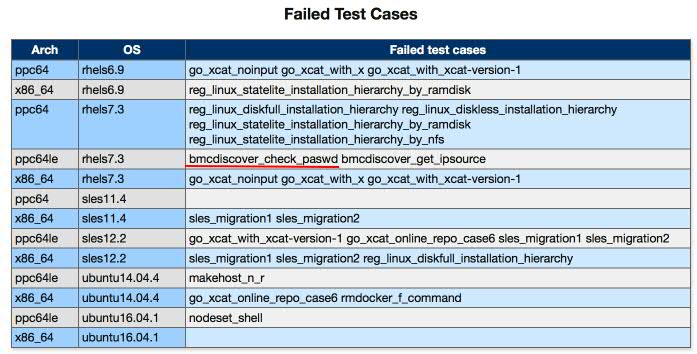 Failed Test Cases
Arch OS Failed test cases
ppc64 rhels6.9 go_xcat_noinput go_xcat_with_x go_xcat_with_xcat-version-1
x86_64 rhels6.9 reg_linux_statelite_installation_hierarchy_by_ramdisk
ppc64 rhels7.3 reg_linux_diskfull_installation_hierarchy reg_linux_diskless_installation_hierarchy
reg_linux_statelite_installation_hierarchy_by_ramdisk
reg_linux_statelite_installation_hierarchy_by_nfs
ppc64le rhels7.3 bmcdiscover_check_paswd bmcdiscover_get_ipsource
x86_64 rhels7.3 go_xcat_noinput go_xcat_with_x go_xcat_with_xcat-version-1
ppc64 sles11.4
x86_64 sles11.4 sles_migration1 sles_migration2
ppc64le sles12.2 go_xcat_with_xcat-version-1 go_xcat_online_repo_case6 sles_migration1 sles_migration2
x86_64 sles12.2 sles_migration1 sles_migration2 reg_linux_diskfull_installation_hierarchy
ppc64le ubuntu14.04.4 makehost_n_r
x86_64 ubuntu14.04.4 go_xcat_online_repo_case6 rmdocker_f_command
ppc64le ubuntu16.04.1 nodeset_shell
x86_64 ubuntu16.04.1